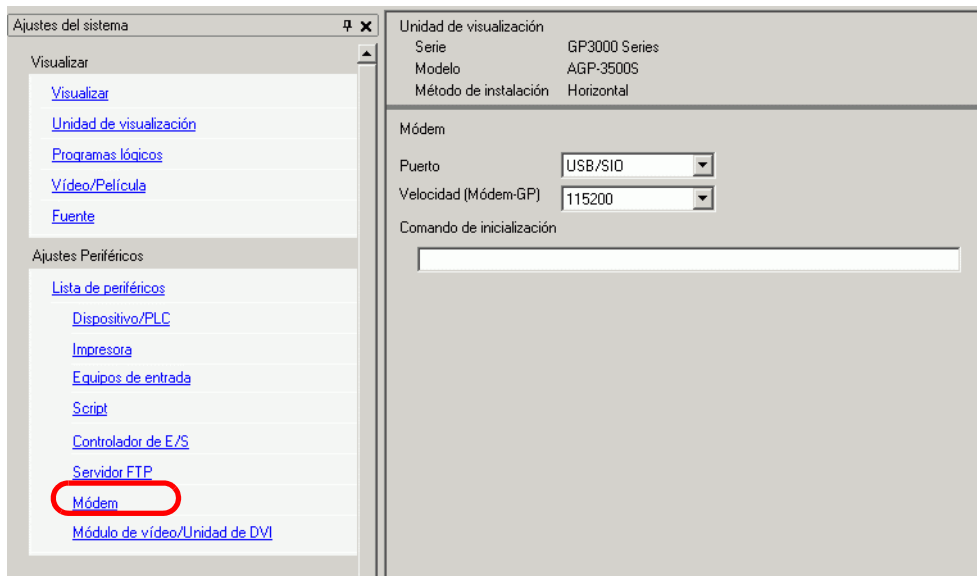 Ajustes del sistema
Visualizar
Visualizar
Unidad de visualización
Programas lógicos
Vídeo/Película
Fuente
Ajustes Periféricos
Lista de periféricos
Dispositivo/PLC
Impresora
Equipos de entrada
Script
Controlador de E/S
Servidor FTP
Módem
Módulo de vídeo/Unidad de DVI
Unidad de visualización
Serie GP3000 Series
Modelo AGP-3500S
Método de instalación Horizontal
Módem
Puerto USB/SIO
Velocidad (Módem-GP) 115200
Comando de inicialización